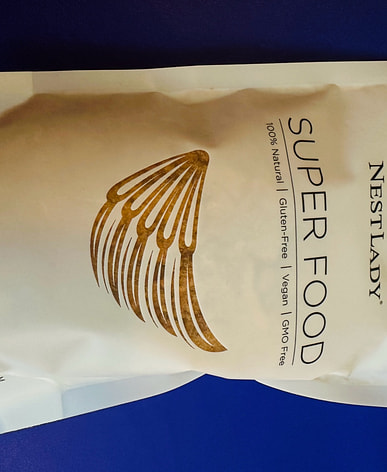 NESTLADY®
SUPER FOOD
100% Natural | Gluten-Free | Vegan | GMO Free